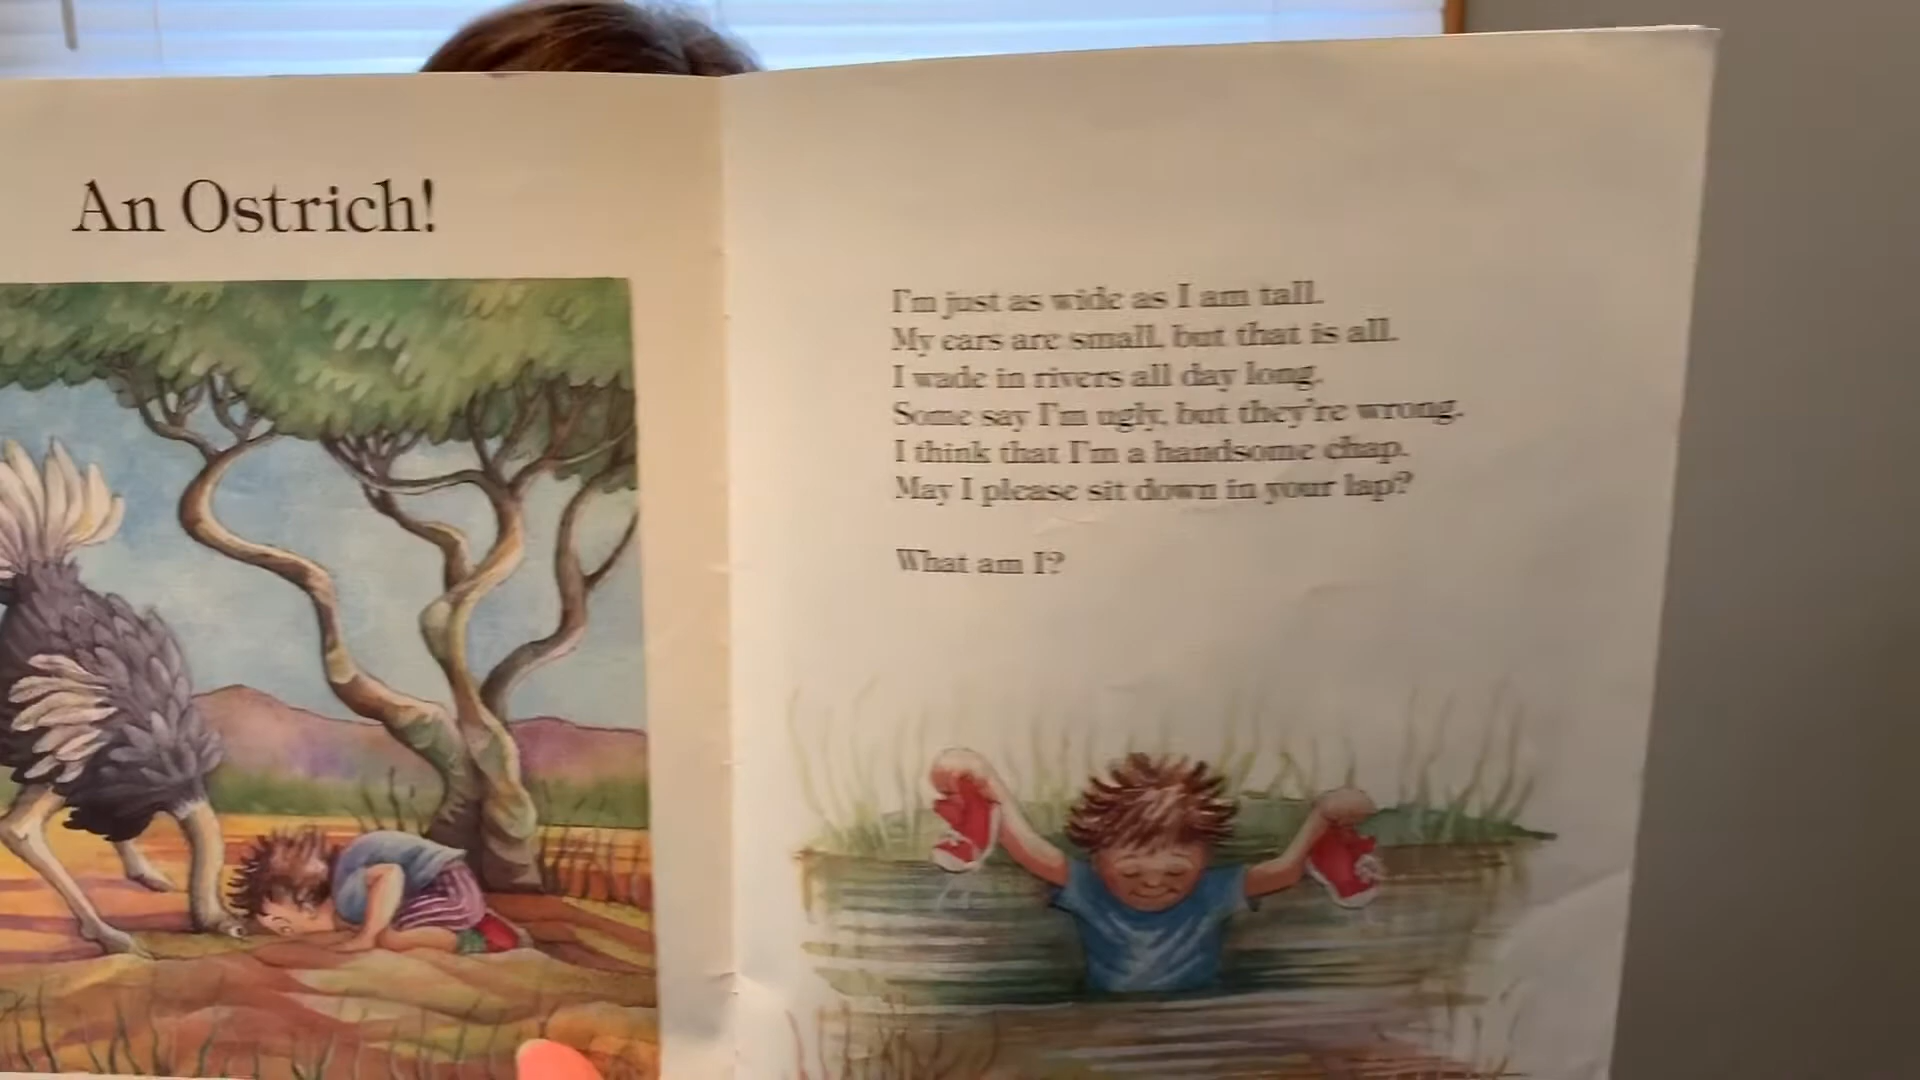 An Ostrich!
I'm just as wide as I am tall.
My ears are small, but that is all.
I wade in rivers all day long.
Some say I'm ugly, but they're wrong.
I think that I'm a handsome chap.
May I please sit down in your lap?
What am I?